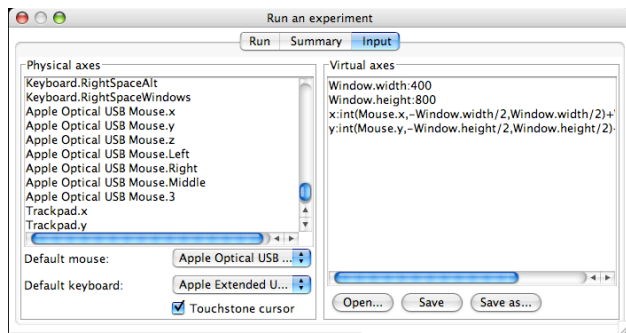 Run an experiment
Run Summary Input
Physical axes
Keyboard.RightSpaceAlt
Keyboard.RightSpaceWindows
Apple Optical USB Mouse.x
Apple Optical USB Mouse.y
Apple Optical USB Mouse.z
Apple Optical USB Mouse.Left
Apple Optical USB Mouse.Right
Apple Optical USB Mouse.Middle
Apple Optical USB Mouse.3
Trackpad.x
Trackpad.y
Default mouse: Apple Optical USB ...
Default keyboard: Apple Extended U...
Touchstone cursor
Virtual axes
Window.width:400
Window.height:800
x:int(Mouse.x,-Window.width/2,Window.width/2)+
y:int(Mouse.y,-Window.height/2,Window.height/2)-
Open... Save Save as...